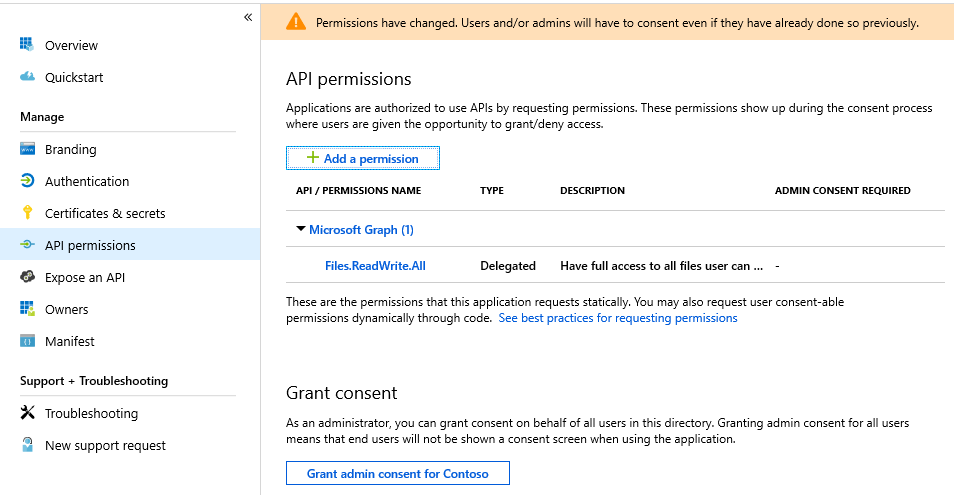 «
Overview
Quickstart
Manage
Branding
Authentication
Certificates & secrets
API permissions
Expose an API
Owners
Manifest
Support + Troubleshooting
Troubleshooting
New support request
Permissions have changed. Users and/or admins will have to consent even if they have already done so previously.
API permissions
Applications are authorized to use APIs by requesting permissions. These permissions show up during the consent process
where users are given the opportunity to grant/deny access.
+ Add a permission
API / PERMISSIONS NAME TYPE DESCRIPTION ADMIN CONSENT REQUIRED
Microsoft Graph (1)
Files.ReadWrite.All Delegated Have full access to all files user can ... -
These are the permissions that this application requests statically. You may also request user consent-able
permissions dynamically through code. See best practices for requesting permissions
Grant consent
As an administrator, you can grant consent on behalf of all users in this directory. Granting admin consent for all users
means that end users will not be shown a consent screen when using the application.
Grant admin consent for Contoso